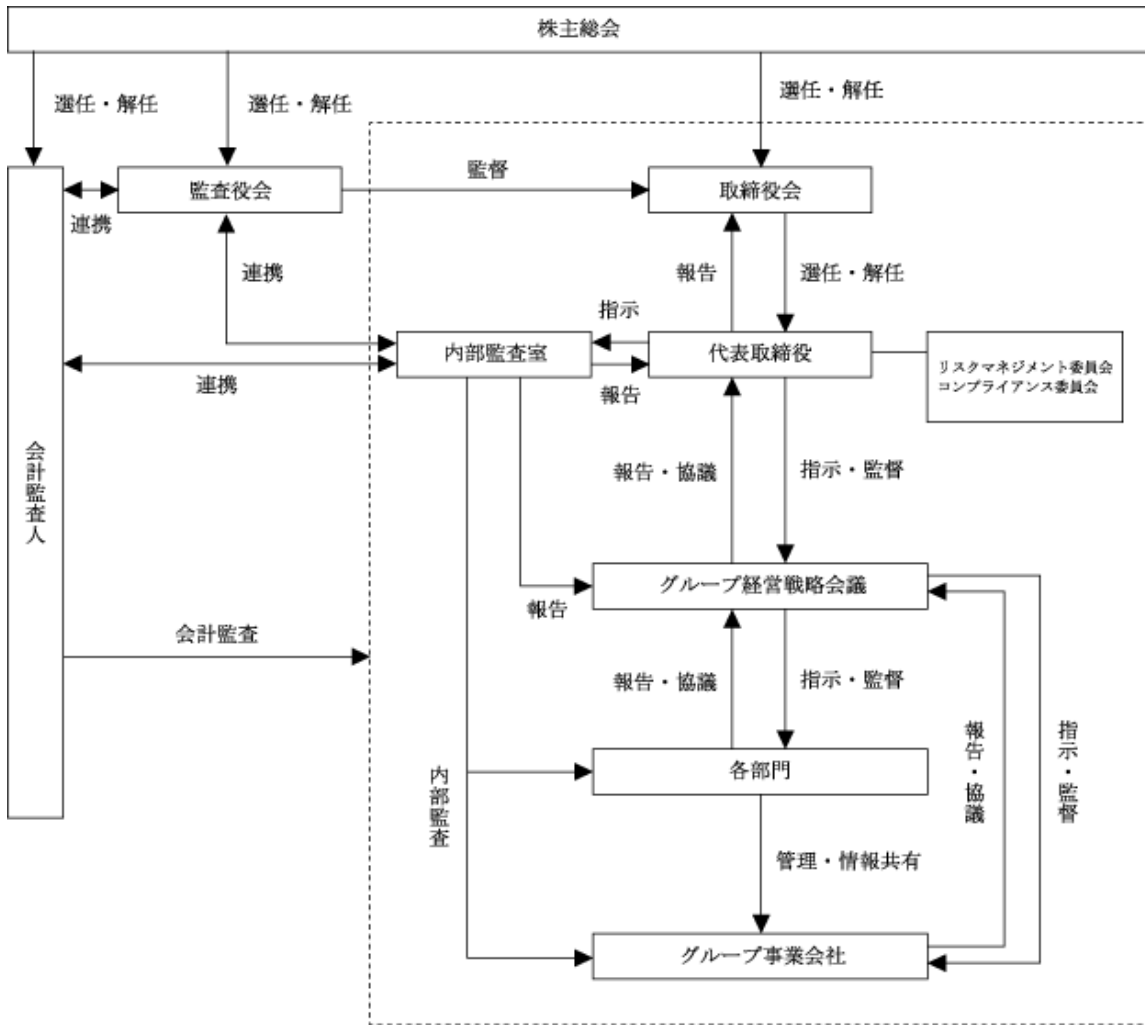 株主総会
選任・解任
選任・解任
選任・解任
監査役会
監督
取締役会
連携
連携
報告
選任・解任
指示
内部監査室
代表取締役
リスクマネジメント委員会
コンプライアンス委員会
連携
報告
会計監査人
報告・協議
指示・監督
グループ経営戦略会議
報告
会計監査
報告・協議
指示・監督
報告・協議
指示・監督
各部門
内部監査
管理・情報共有
グループ事業会社